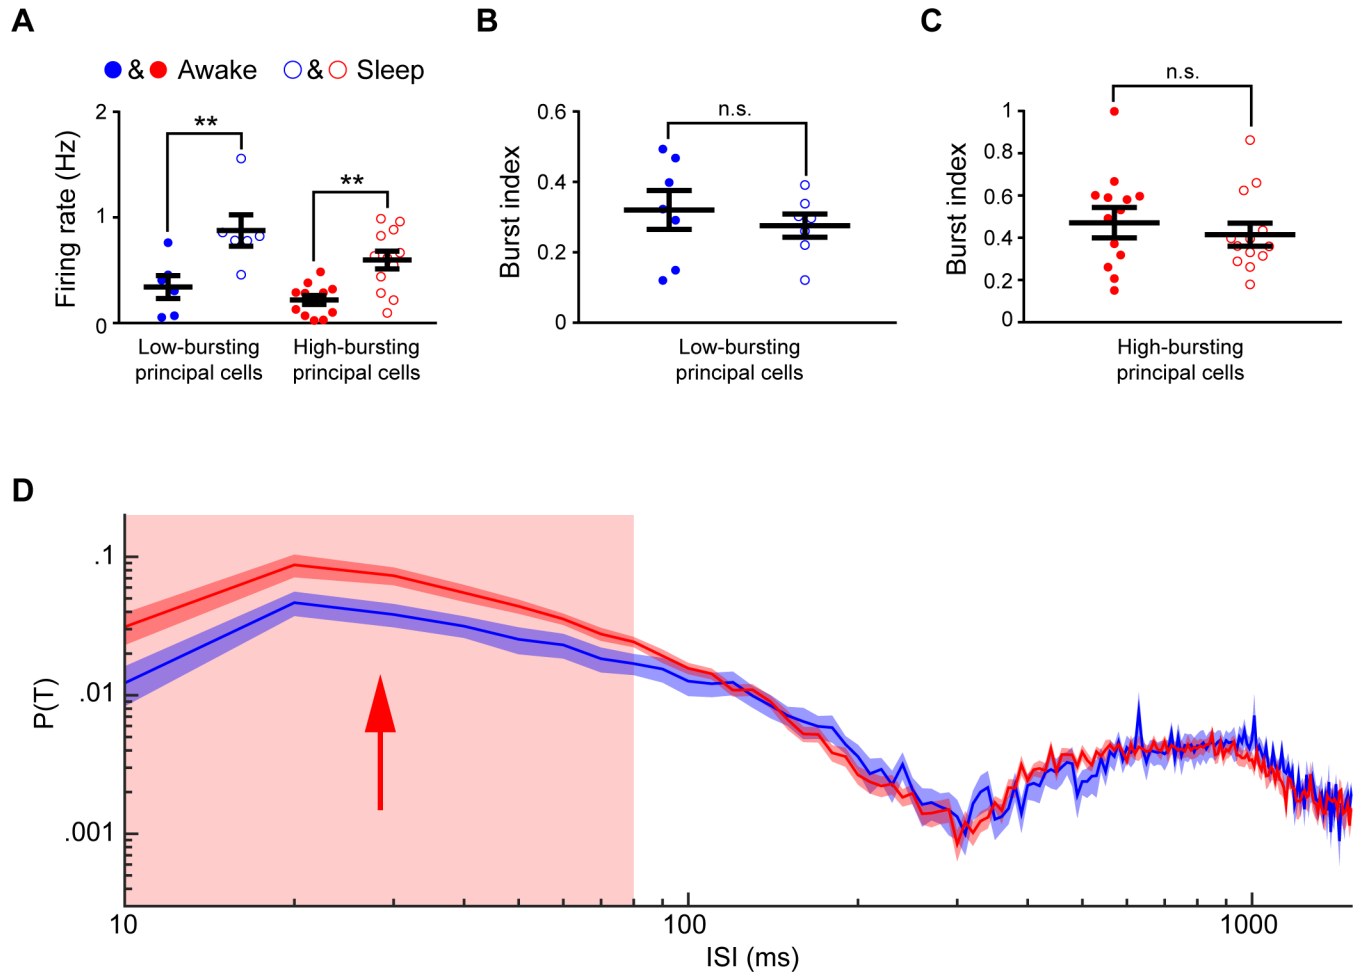 A
B
C
& Awake & Sleep
Firing rate (Hz)
2
1
0
**
**
Low-bursting
principal cells
High-bursting
principal cells
Burst index
0.6
0.4
0.2
0
n.s.
Low-bursting
principal cells
Burst index
1
0.8
0.6
0.4
0.2
0
n.s.
High-bursting
principal cells
D
P(T)
.1
.01
.001
10
100
1000
ISI (ms)